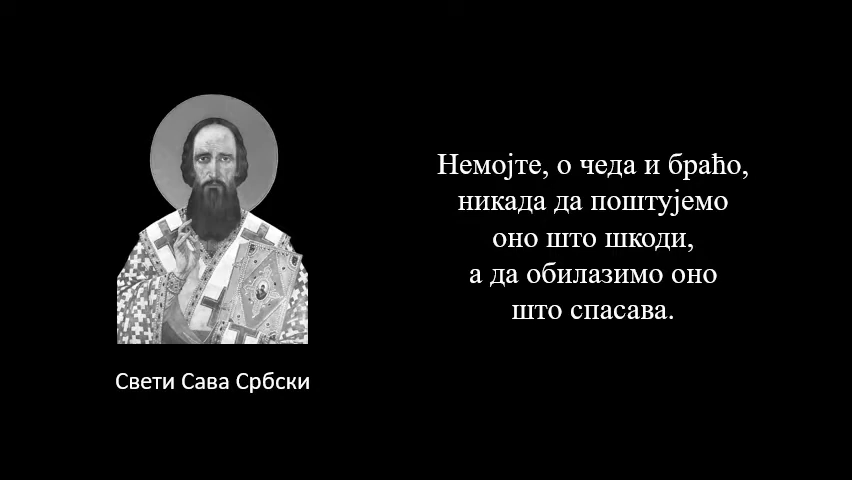 Немојте, о чеда и браћо,
никада да поштујемо
оно што шкоди,
а да обилазимо оно
што спасава.
Свети Сава Србски